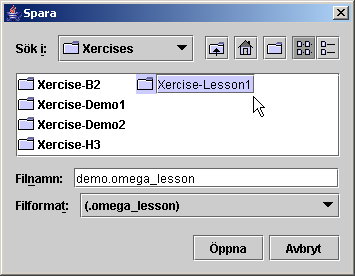 Spara
Sök i: Xercises
Xercise-B2 Xercise-Lesson1
Xercise-Demo1
Xercise-Demo2
Xercise-H3
Filnamn: demo.omega_lesson
Filformat: (.omega_lesson)
Öppna Avbryt